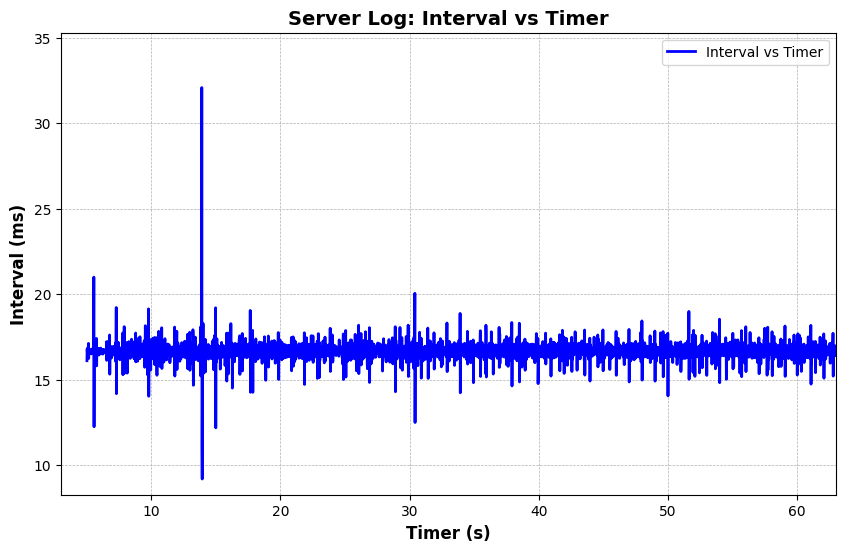 Server Log: Interval vs Timer
Interval vs Timer
Interval (ms)
35
30
25
20
15
10
10 20 30 40 50 60
Timer (s)